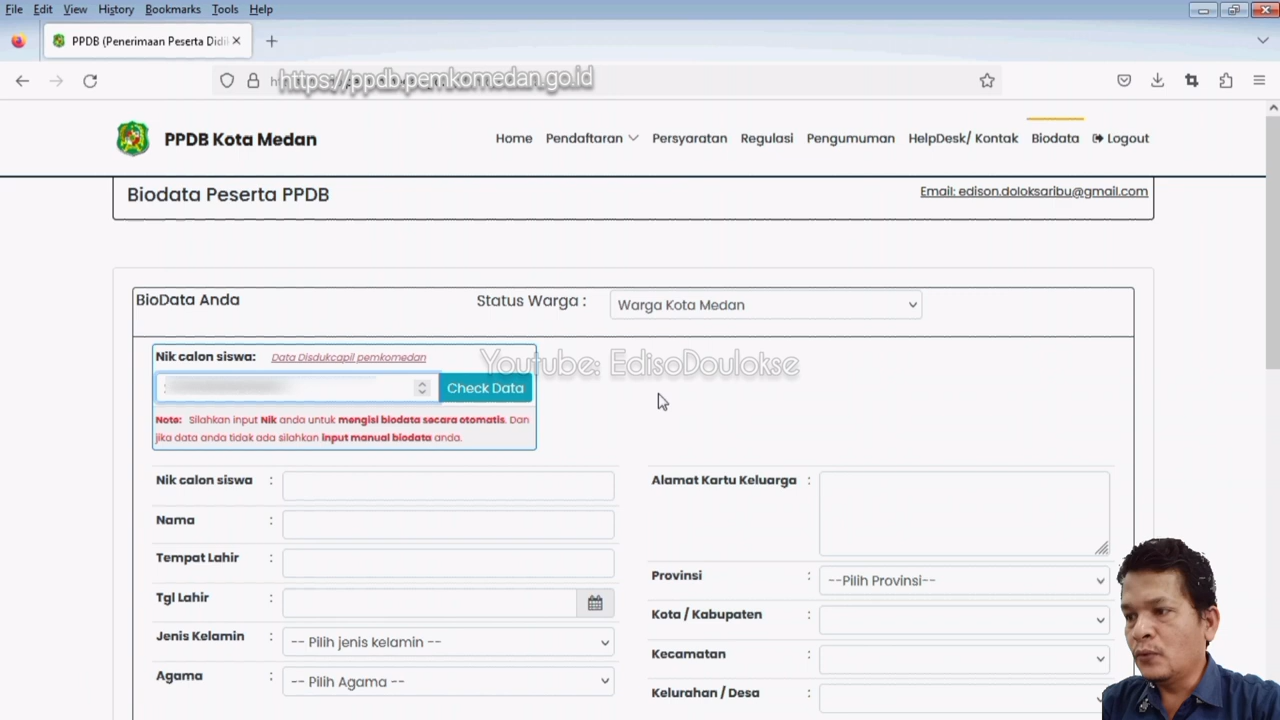 File Edit View History Bookmarks Tools Help
PPDB (Penerimaan Peserta Didi
https://ppdb.pemkomedan.go.id
PPDB Kota Medan
Home Pendaftaran Persyaratan Regulasi Pengumuman HelpDesk/ Kontak Biodata Logout
Biodata Peserta PPDB
Email: edison.doloksaribu@gmail.com
BioData Anda
Status Warga :
Warga Kota Medan
Nik calon siswa: Data Disdukcapil pemkomedan
Youtube: EdisoDoulokse
Check Data
Note: Silahkan input Nik anda untuk mengisi biodata secara otomatis. Dan
jika data anda tidak ada silahkan input manual biodata anda.
Nik calon siswa :
Nama :
Tempat Lahir :
Tgl Lahir :
Jenis Kelamin : -- Pilih jenis kelamin --
Agama : -- Pilih Agama --
Alamat Kartu Keluarga :
Provinsi : --Pilih Provinsi--
Kota / Kabupaten :
Kecamatan :
Kelurahan / Desa :